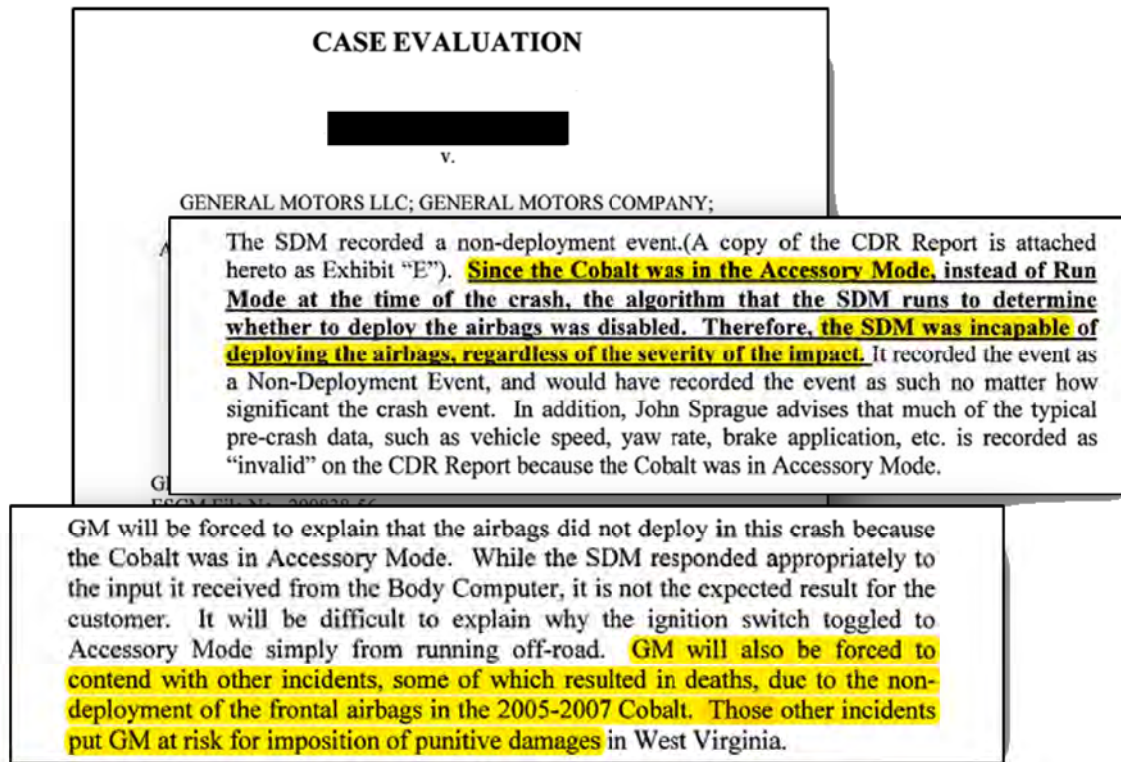 CASE EVALUATION
v.
GENERAL MOTORS LLC; GENERAL MOTORS COMPANY;
A
The SDM recorded a non-deployment event.(A copy of the CDR Report is attached
hereto as Exhibit “E”). Since the Cobalt was in the Accessory Mode, instead of Run
Mode at the time of the crash, the algorithm that the SDM runs to determine
whether to deploy the airbags was disabled. Therefore, the SDM was incapable of
deploying the airbags, regardless of the severity of the impact. It recorded the event as
a Non-Deployment Event, and would have recorded the event as such no matter how
significant the crash event. In addition, John Sprague advises that much of the typical
pre-crash data, such as vehicle speed, yaw rate, brake application, etc. is recorded as
“invalid” on the CDR Report because the Cobalt was in Accessory Mode.
GM will be forced to explain that the airbags did not deploy in this crash because
the Cobalt was in Accessory Mode. While the SDM responded appropriately to
the input it received from the Body Computer, it is not the expected result for the
customer. It will be difficult to explain why the ignition switch toggled to
Accessory Mode simply from running off-road. GM will also be forced to
contend with other incidents, some of which resulted in deaths, due to the non-
deployment of the frontal airbags in the 2005-2007 Cobalt. Those other incidents
put GM at risk for imposition of punitive damages in West Virginia.